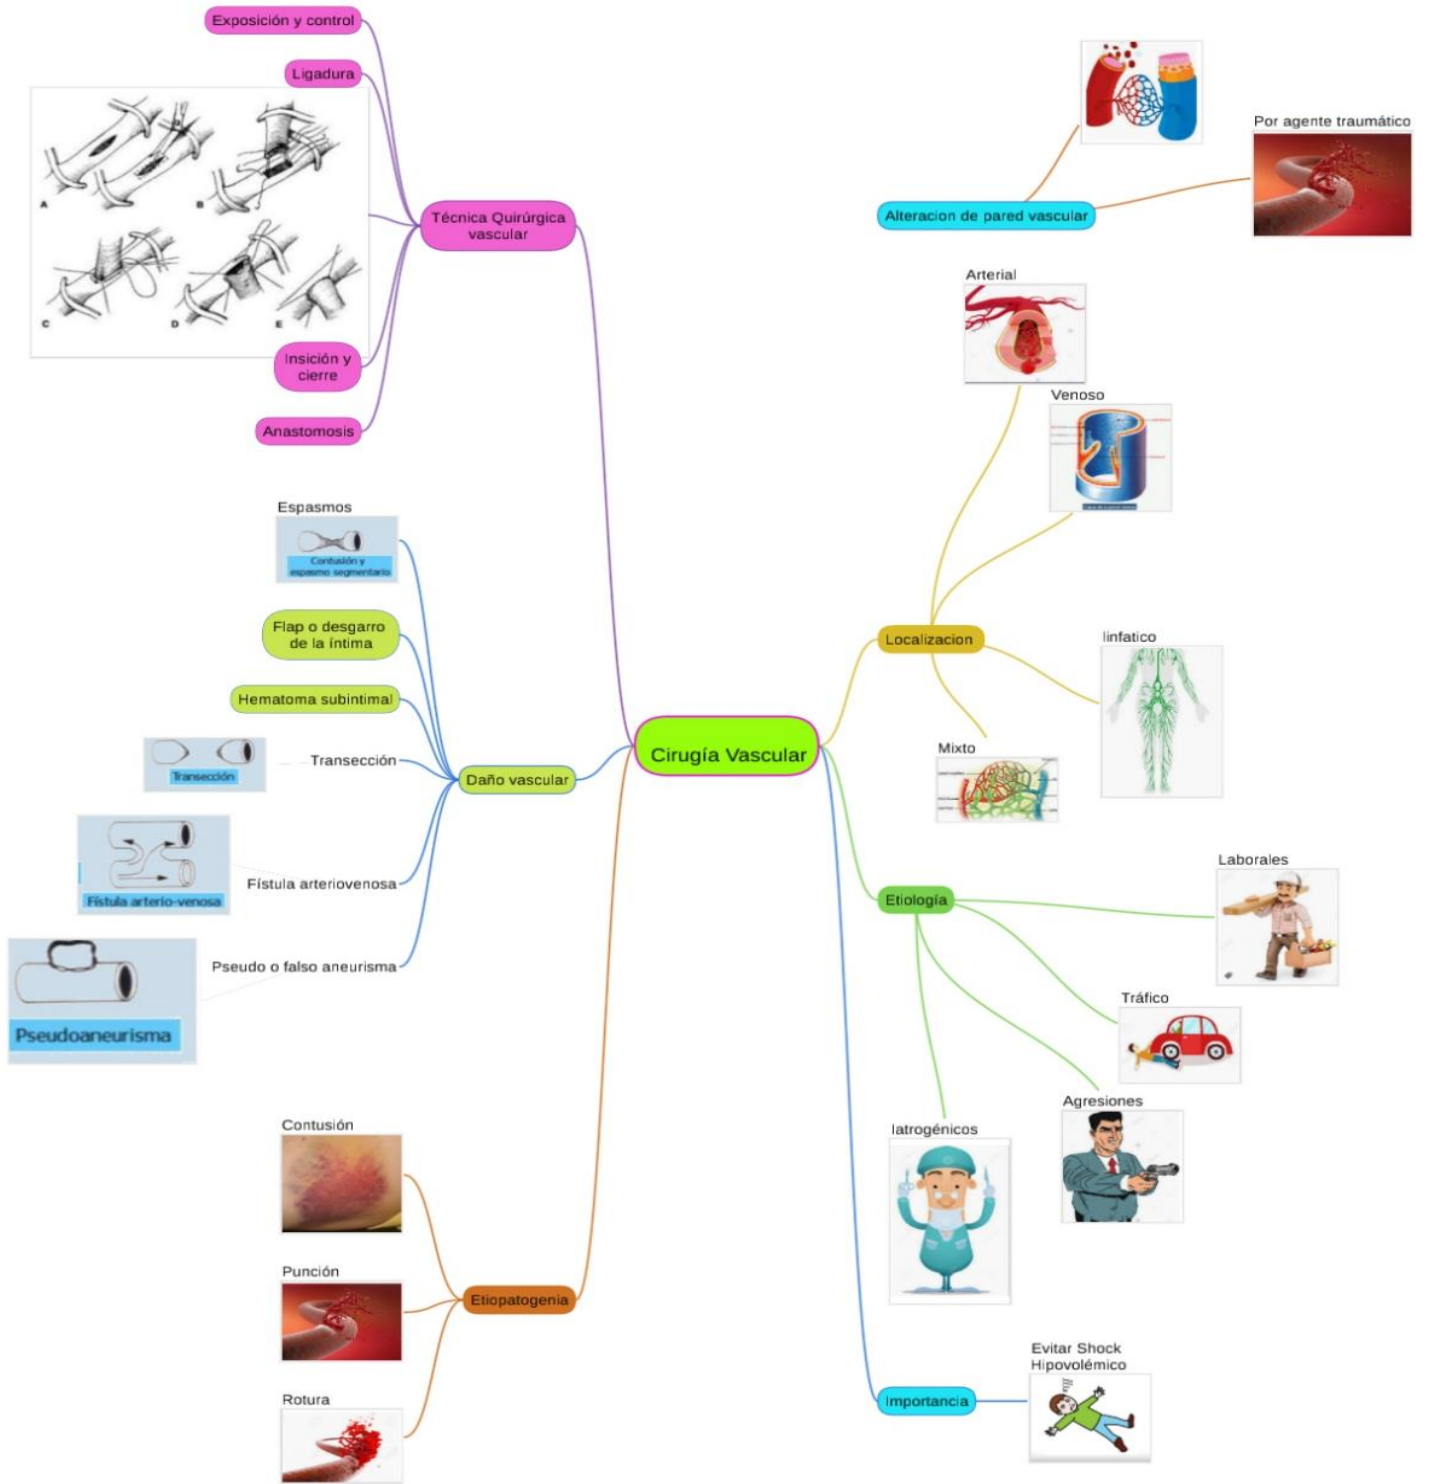 Exposición y control
Ligadura
A
B
C
D
E
Técnica Quirúrgica
vascular
Insición y
cierre
Anastomosis
Espasmos
Contusión y
espasmo segmentario
Flap o desgarro
de la íntima
Hematoma subintimal
Transección
Transección
Fístula arteriovenosa
Fístula arterio-venosa
Pseudo o falso aneurisma
Pseudoaneurisma
Daño vascular
Contusión
Punción
Rotura
Etiopatogenia
Cirugía Vascular
Por agente traumático
Alteracion de pared vascular
Arterial
Venoso
Localizacion
linfatico
Mixto
Laborales
Etiología
Tráfico
Agresiones
Iatrogénicos
Evitar Shock
Hipovolémico
Importancia